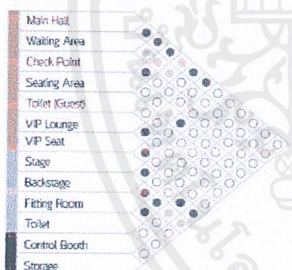 Main Hall
Waiting Area
Check Point
Seating Area
Toilet (Guest)
VIP Lounge
VIP Seat
Stage
Backstage
Fitting Room
Toilet
Control Booth
Storage